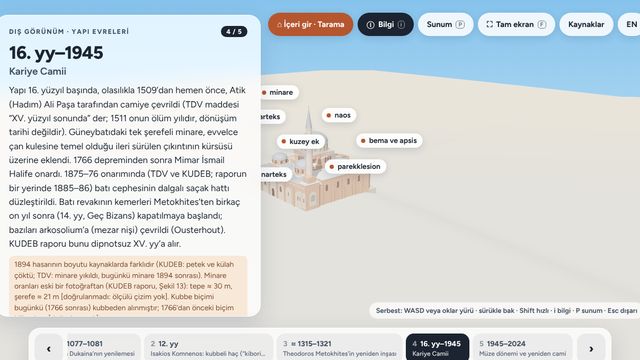 DIŞ GÖRÜNÜM · YAPI EVRELERİ
4 / 5
16. yy–1945
Kariye Camii
Yapı 16. yüzyıl başında, olasılıkla 1509'dan hemen önce, Atik
(Hadım) Ali Paşa tarafından camiye çevrildi (TDV maddesi
"XV. yüzyıl sonunda" der; 1511 onun ölüm yılıdır, dönüşüm
tarihi değildir). Güneybatıdaki tek şerefeli minare, evvelce
çan kulesine temel olduğu ileri sürülen çıkıntının kürsüsü
üzerine eklendi. 1766 depreminden sonra Mimar İsmail
Halife onardı. 1875–76 onarımında (TDV ve KUDEB; raporun
bir yerinde 1885–86) batı cephesinin dalgalı saçak hattı
düzleştirildi. Batı revakının kemerleri Metokhites'ten birkaç
on yıl sonra (14. yy, Geç Bizans) kapatılmaya başlandı;
bazıları arkosolium'a (mezar nişi) çevrildi (Ousterhout).
KUDEB raporu bunu dipnotsuz XV. yy'a alır.
1894 hasarının boyutu kaynaklarda farklıdır (KUDEB: petek ve külah
çöktü; TDV: minare yıkıldı, bugünkü minare 1894 sonrası). Minare
oranları eski bir fotoğraftan (KUDEB raporu, Şekil 13): tepe ≈ 30 m,
şerefe ≈ 21 m [doğrulanmadı: ölçülü çizim yok]. Kubbe biçimi
bugünkü (1766 sonrası) kubbeden alınmıştır; 1766'dan önceki biçim
⌂ İçeri gir · Tarama
Bilgi i
Sunum P
Tam ekran F
Kaynaklar
EN
minare
arteks
naos
kuzey ek
bema ve apsis
parekklesion
narteks
Serbest: WASD veya oklar yürür · sürükle bak · Shift hızlı · i bilgi · P sunum · Esc dışarı
‹
1077–1081
Dukaina'nın yenilemesi
2 12. yy
Isakios Komnenos: kubbeli haç ("kibori…
3 ≈ 1315–1321
Theodoros Metokhites'in yeniden inşası
4 16. yy–1945
Kariye Camii
5 1945–2024
Müze dönemi ve yeniden cami
›